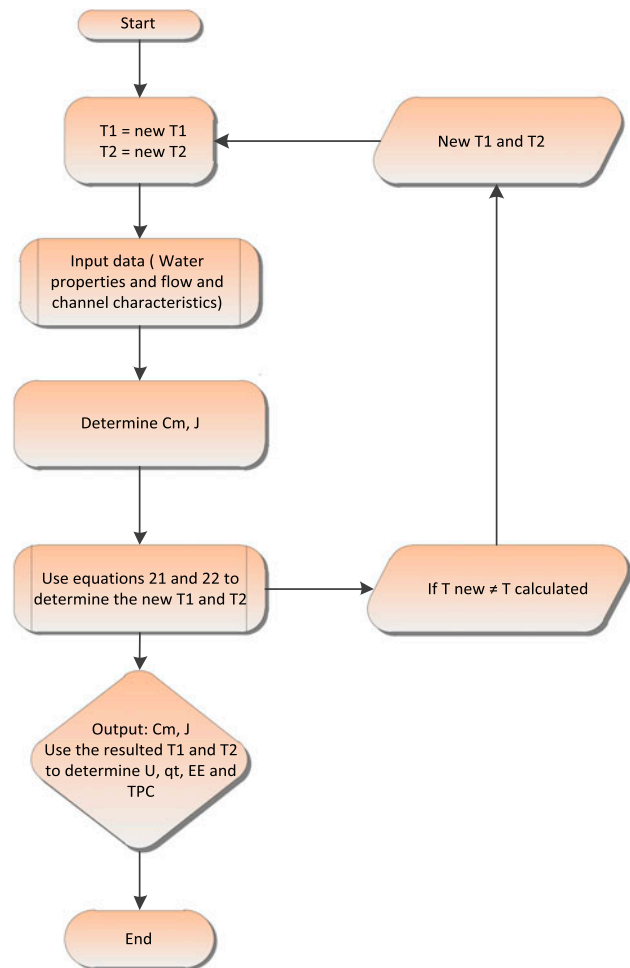 Start
T1 = new T1
T2 = new T2
New T1 and T2
Input data ( Water
properties and flow and
channel characteristics)
Determine Cm, J
Use equations 21 and 22 to
determine the new T1 and T2
If T new ≠ T calculated
Output: Cm, J
Use the resulted T1 and T2
to determine U, qt, EE and
TPC
End